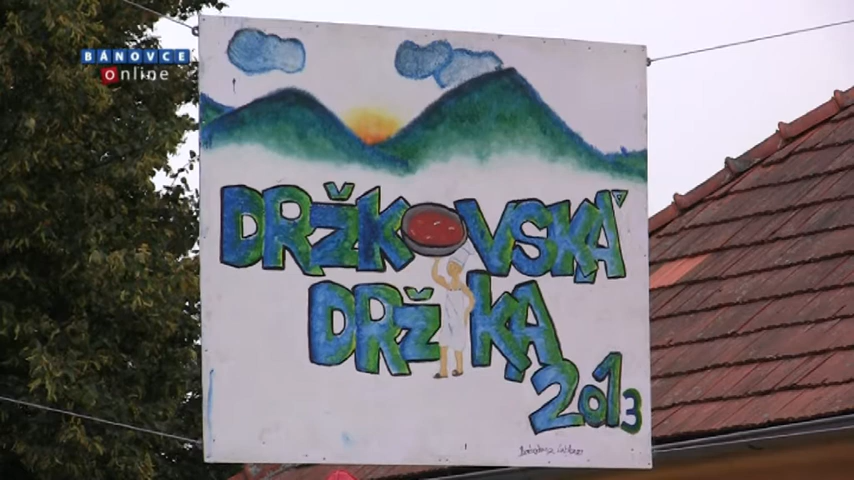 BÁNOVCE
online
DRŽKOVSKÁ
DRŽKA
2013